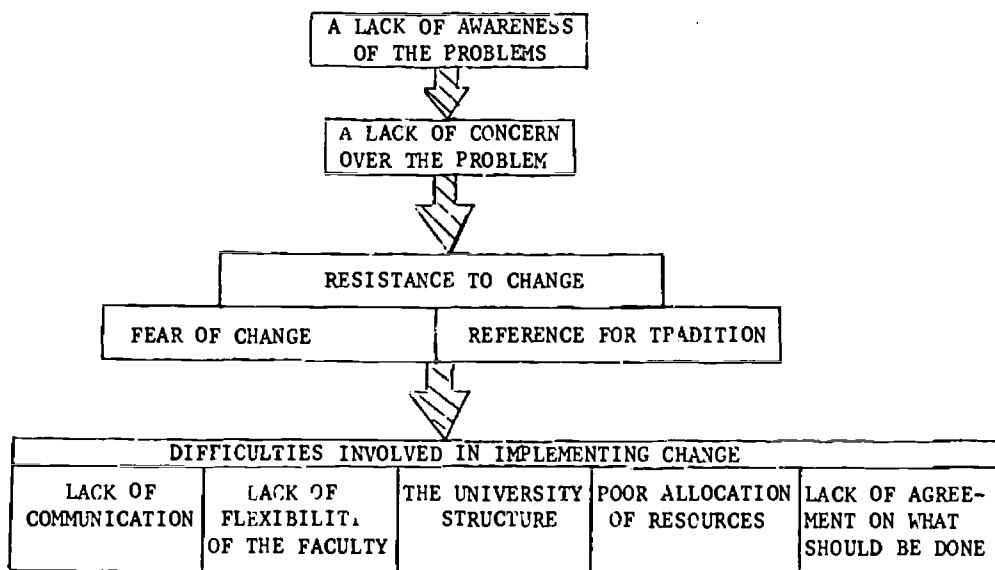 A LACK OF AWARENESS
OF THE PROBLEMS
A LACK OF CONCERN
OVER THE PROBLEM
RESISTANCE TO CHANGE
FEAR OF CHANGE
REFERENCE FOR TRADITION
DIFFICULTIES INVOLVED IN IMPLEMENTING CHANGE
LACK OF
COMMUNICATION
LACK OF
FLEXIBILITY
OF THE FACULTY
THE UNIVERSITY
STRUCTURE
POOR ALLOCATION
OF RESOURCES
LACK OF AGREE-
MENT ON WHAT
SHOULD BE DONE